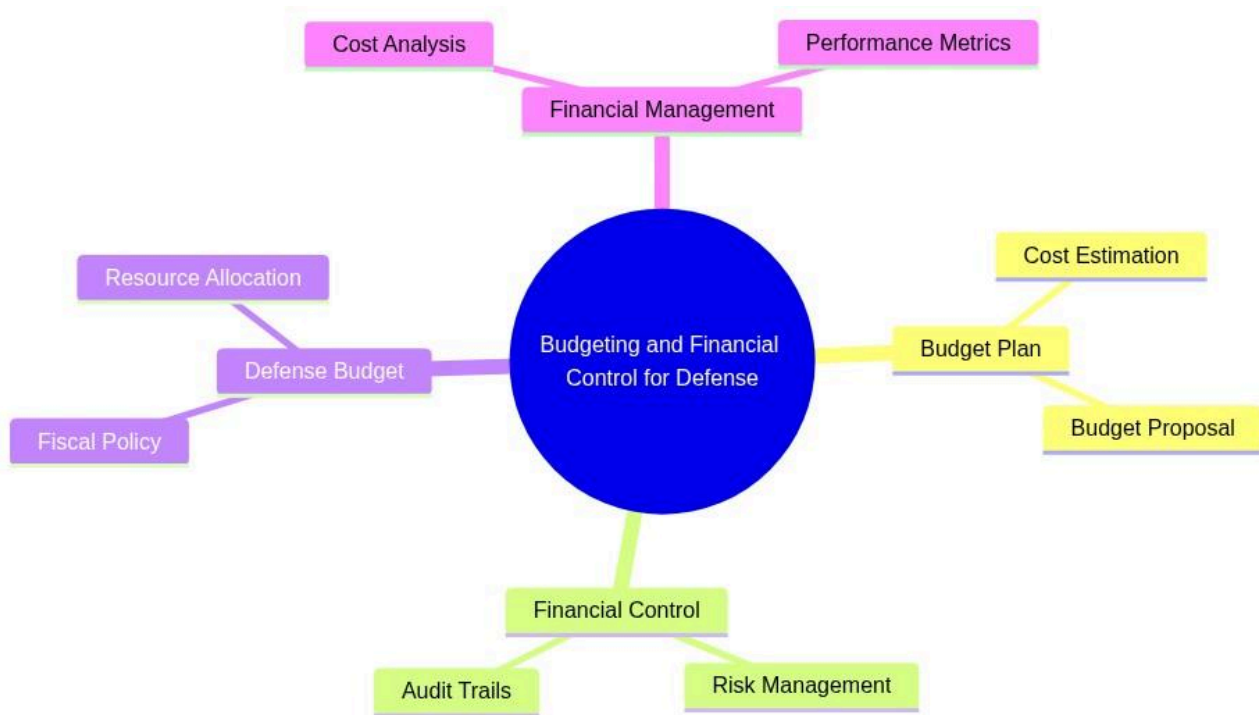 Cost Analysis
Performance Metrics
Financial Management
Resource Allocation
Cost Estimation
Budgeting and Financial
Control for Defense
Budget Plan
Defense Budget
Fiscal Policy
Budget Proposal
Financial Control
Audit Trails
Risk Management